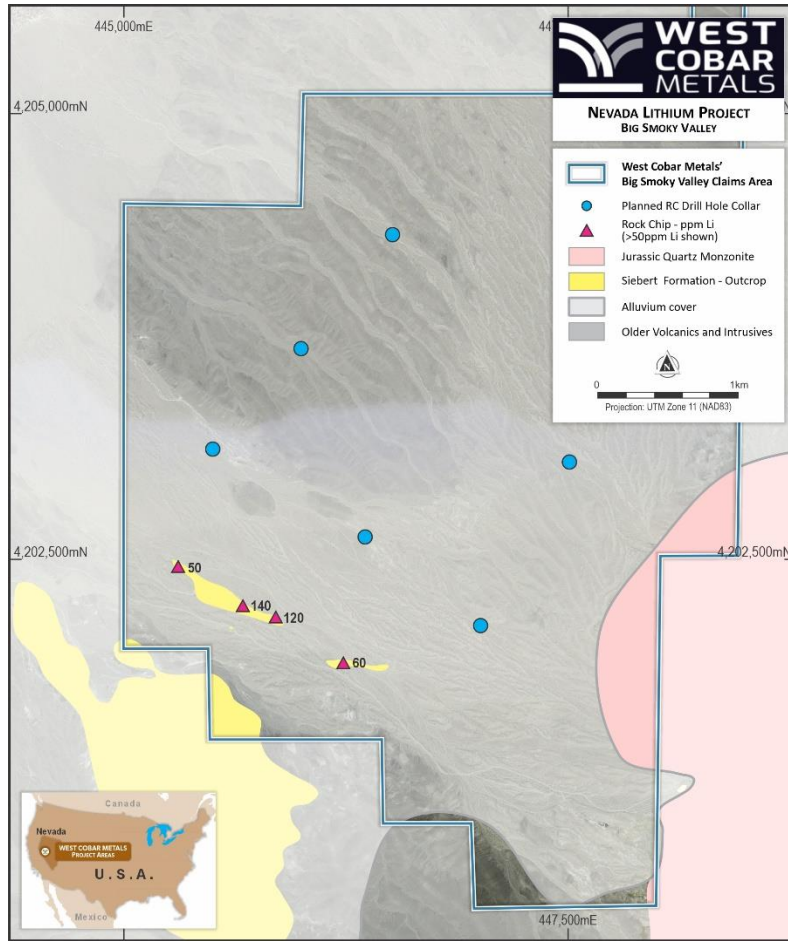 445,000mE
WEST
COBAR
METALS
NEVADA LITHIUM PROJECT
BIG SMOKY VALLEY
4,205,000mN
West Cobar Metals'
Big Smoky Valley Claims Area
Planned RC Drill Hole Collar
Rock Chip - ppm Li
(>50ppm Li shown)
Jurassic Quartz Monzonite
Siebert Formation - Outcrop
Alluvium cover
Older Volcanics and Intrusives
0 1km
Projection: UTM Zone 11 (NAD83)
4,202,500mN
4,202,500mN
50
140
120
60
Canada
Nevada
WEST COBAR METALS
PROJECT AREAS
U.S.A.
Mexico
447,500mE